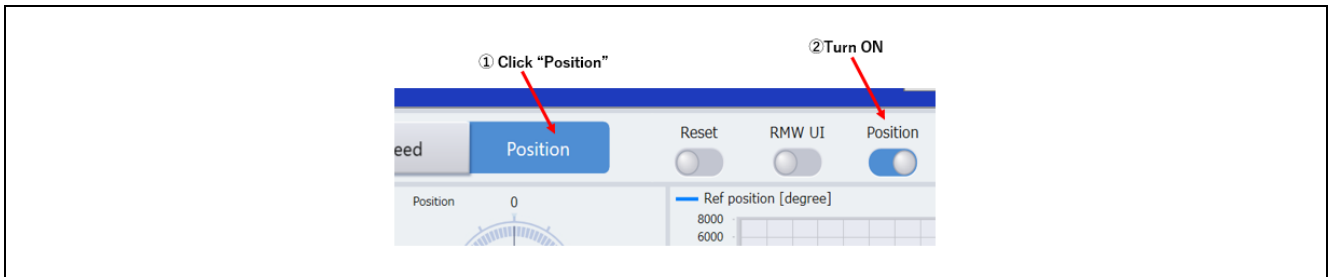 ②Turn ON
① Click “Position”
eed
Position
Reset
RMW UI
Position
Position
0
Ref position [degree]
8000
6000